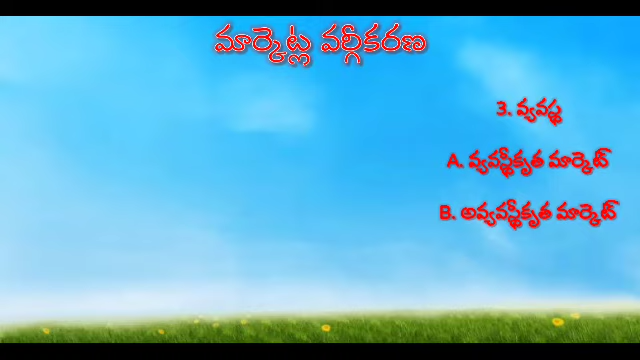 మార్కెట్ల వర్గీకరణ
3. వ్యవస్థ
A. వ్యవస్థీకృత మార్కెట్
B. అవ్యవస్థీకృత మార్కెట్